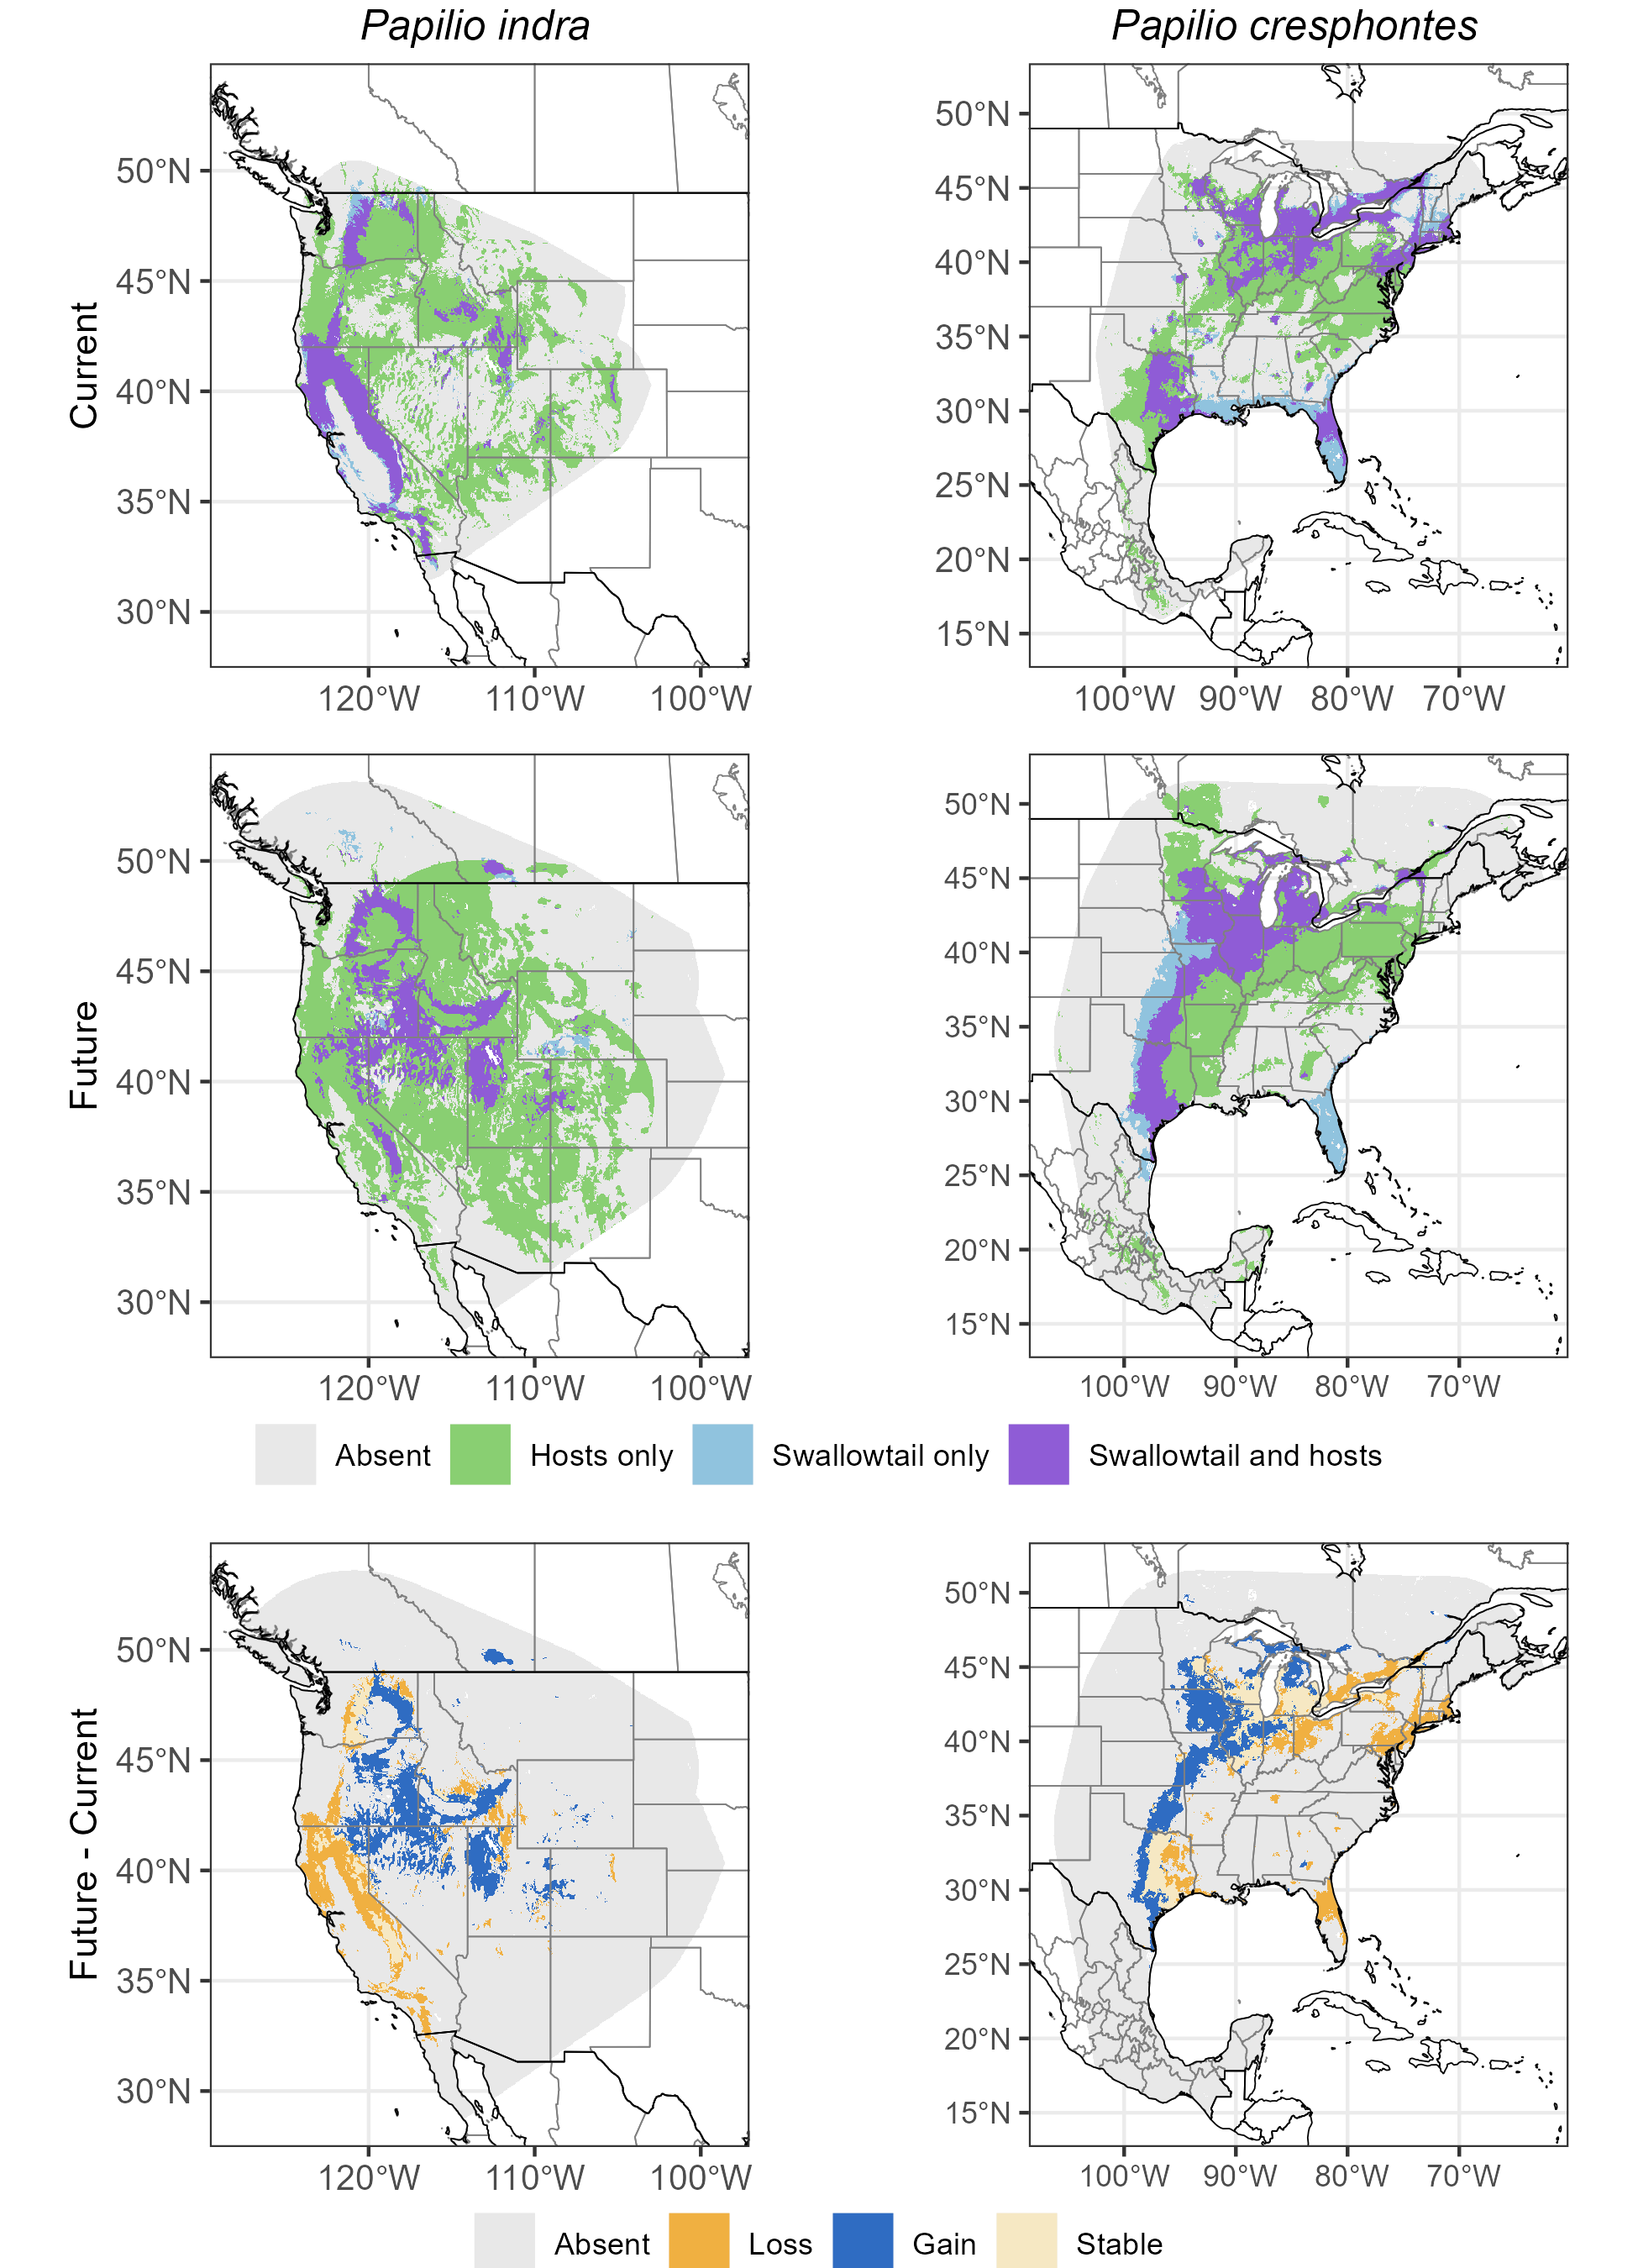 Papilio indra
Papilio cresphontes
Current
50°N
45°N
40°N
35°N
30°N
120°W 110°W 100°W
50°N
45°N
40°N
35°N
30°N
25°N
20°N
15°N
100°W 90°W 80°W 70°W
Future
50°N
45°N
40°N
35°N
30°N
120°W 110°W 100°W
50°N
45°N
40°N
35°N
30°N
25°N
20°N
15°N
100°W 90°W 80°W 70°W
Absent Hosts only Swallowtail only Swallowtail and hosts
Future - Current
50°N
45°N
40°N
35°N
30°N
120°W 110°W 100°W
50°N
45°N
40°N
35°N
30°N
25°N
20°N
15°N
100°W 90°W 80°W 70°W
Absent Loss Gain Stable